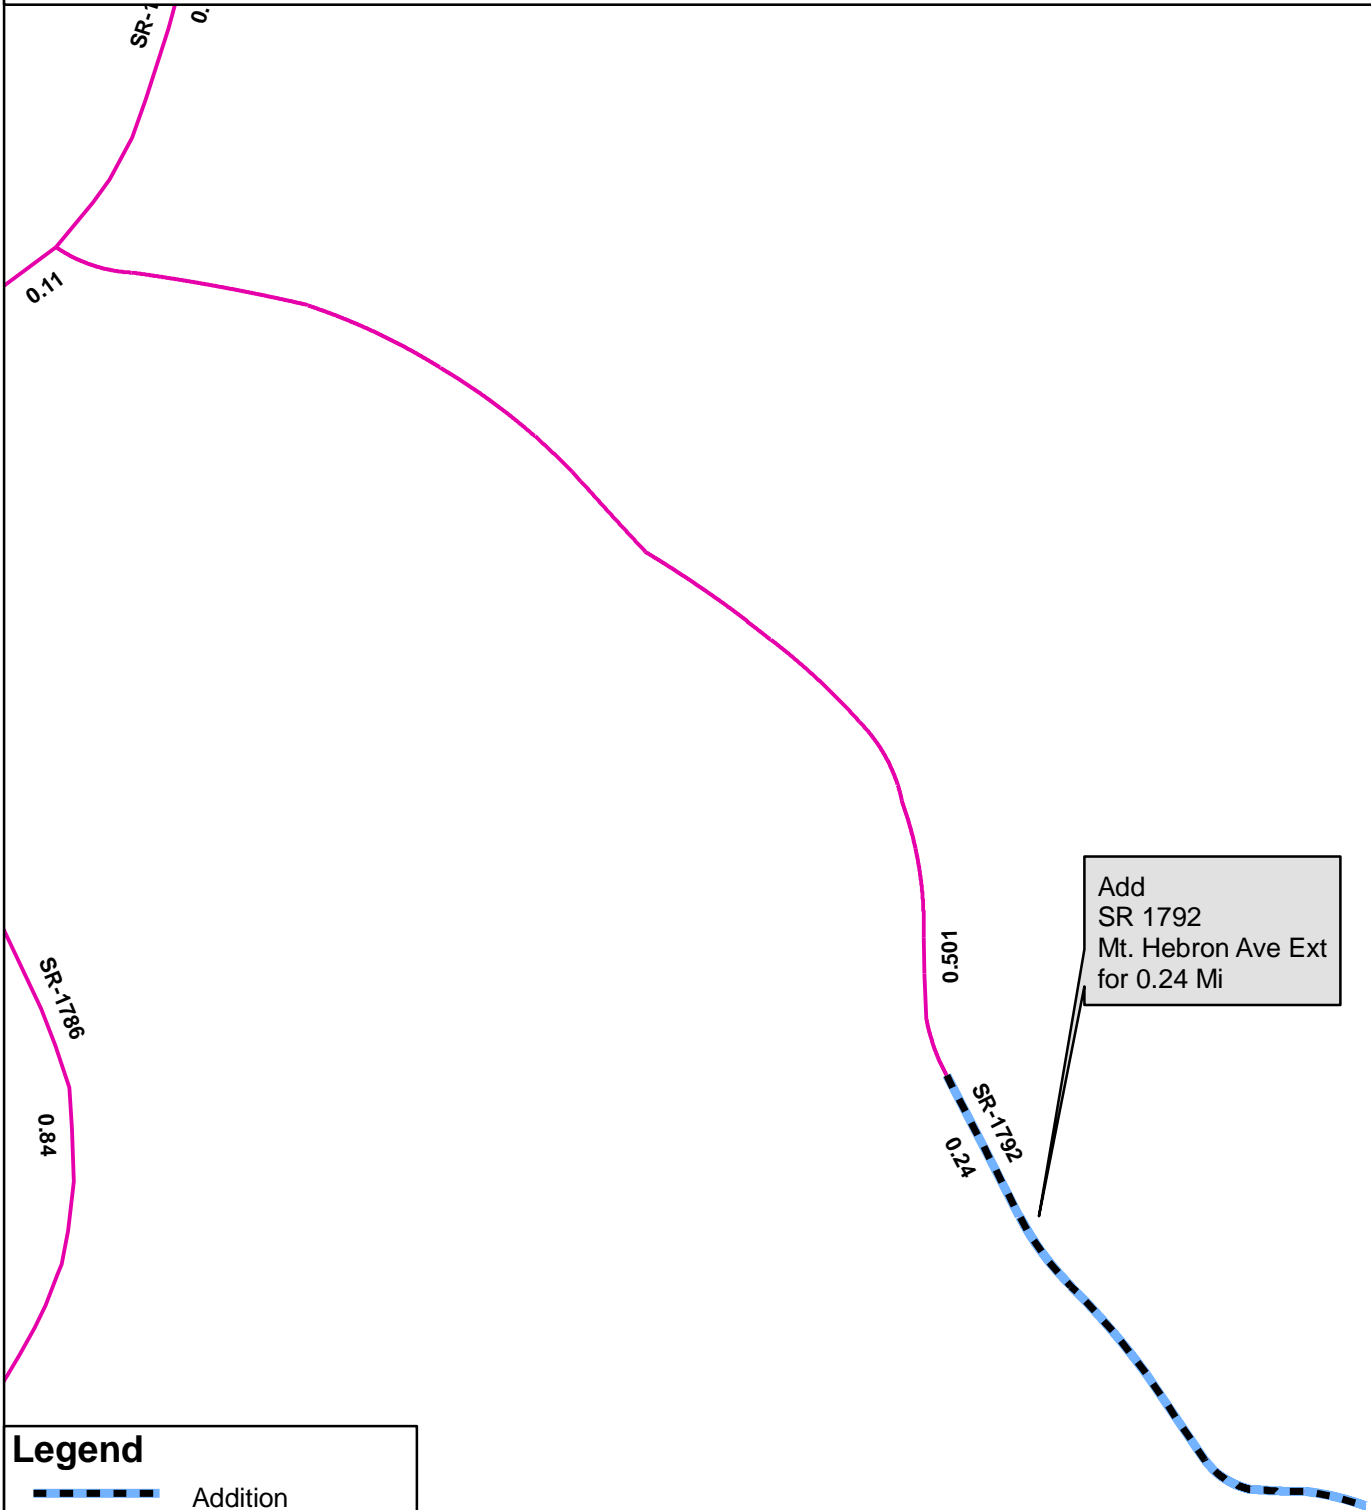 0.11
Add
SR 1792
Mt. Hebron Ave Ext
for 0.24 Mi
0.501
SR-1786
SR-1792
0.84
0.24
Legend
Addition